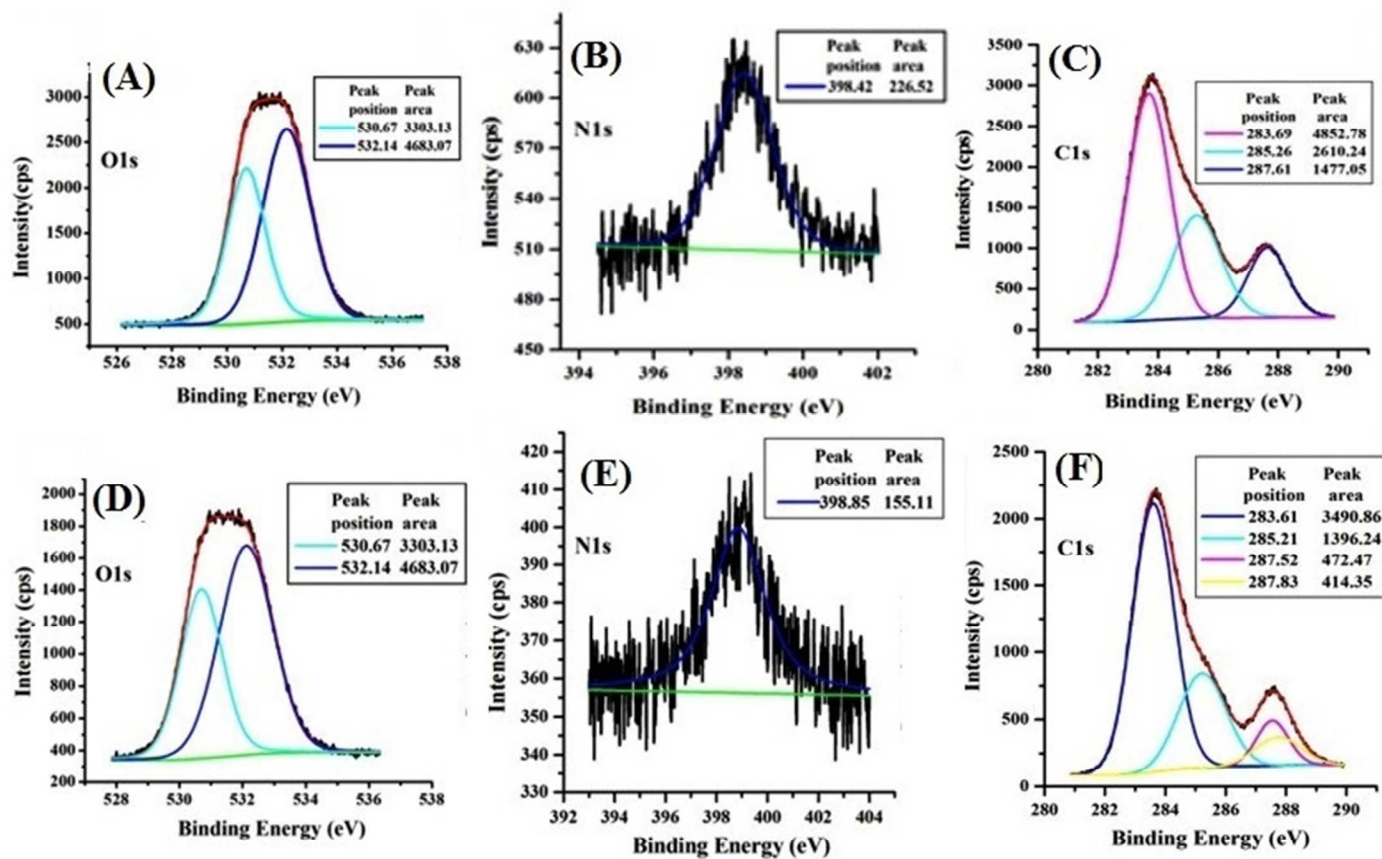 (A)
O1s
Peak Peak
position area
530.67 3303.13
532.14 4683.07
Intensity(cps)
3000
2500
2000
1500
1000
500
526 528 530 532 534 536 538
Binding Energy (eV)
(B)
N1s
Peak Peak
position area
398.42 226.52
Intensity (cps)
630
600
570
540
510
480
450
394 396 398 400 402
Binding Energy (eV)
(C)
C1s
Peak Peak
position area
283.69 4852.78
285.26 2610.24
287.61 1477.05
Intensity (cps)
3500
3000
2500
2000
1500
1000
500
0
280 282 284 286 288 290
Binding Energy (eV)
(D)
O1s
Peak Peak
position area
530.67 3303.13
532.14 4683.07
Intensity (cps)
2000
1800
1600
1400
1200
1000
800
600
400
200
528 530 532 534 536 538
Binding Energy (eV)
(E)
N1s
Peak Peak
position area
398.85 155.11
Intensity (cps)
420
410
400
390
380
370
360
350
340
330
392 393 394 396 398 400 402 404
Binding Energy (eV)
(F)
C1s
Peak Peak
position area
283.61 3490.86
285.21 1396.24
287.52 472.47
287.83 414.35
Intensity (cps)
2500
2000
1500
1000
500
0
280 282 284 286 288 290
Binding Energy (eV)